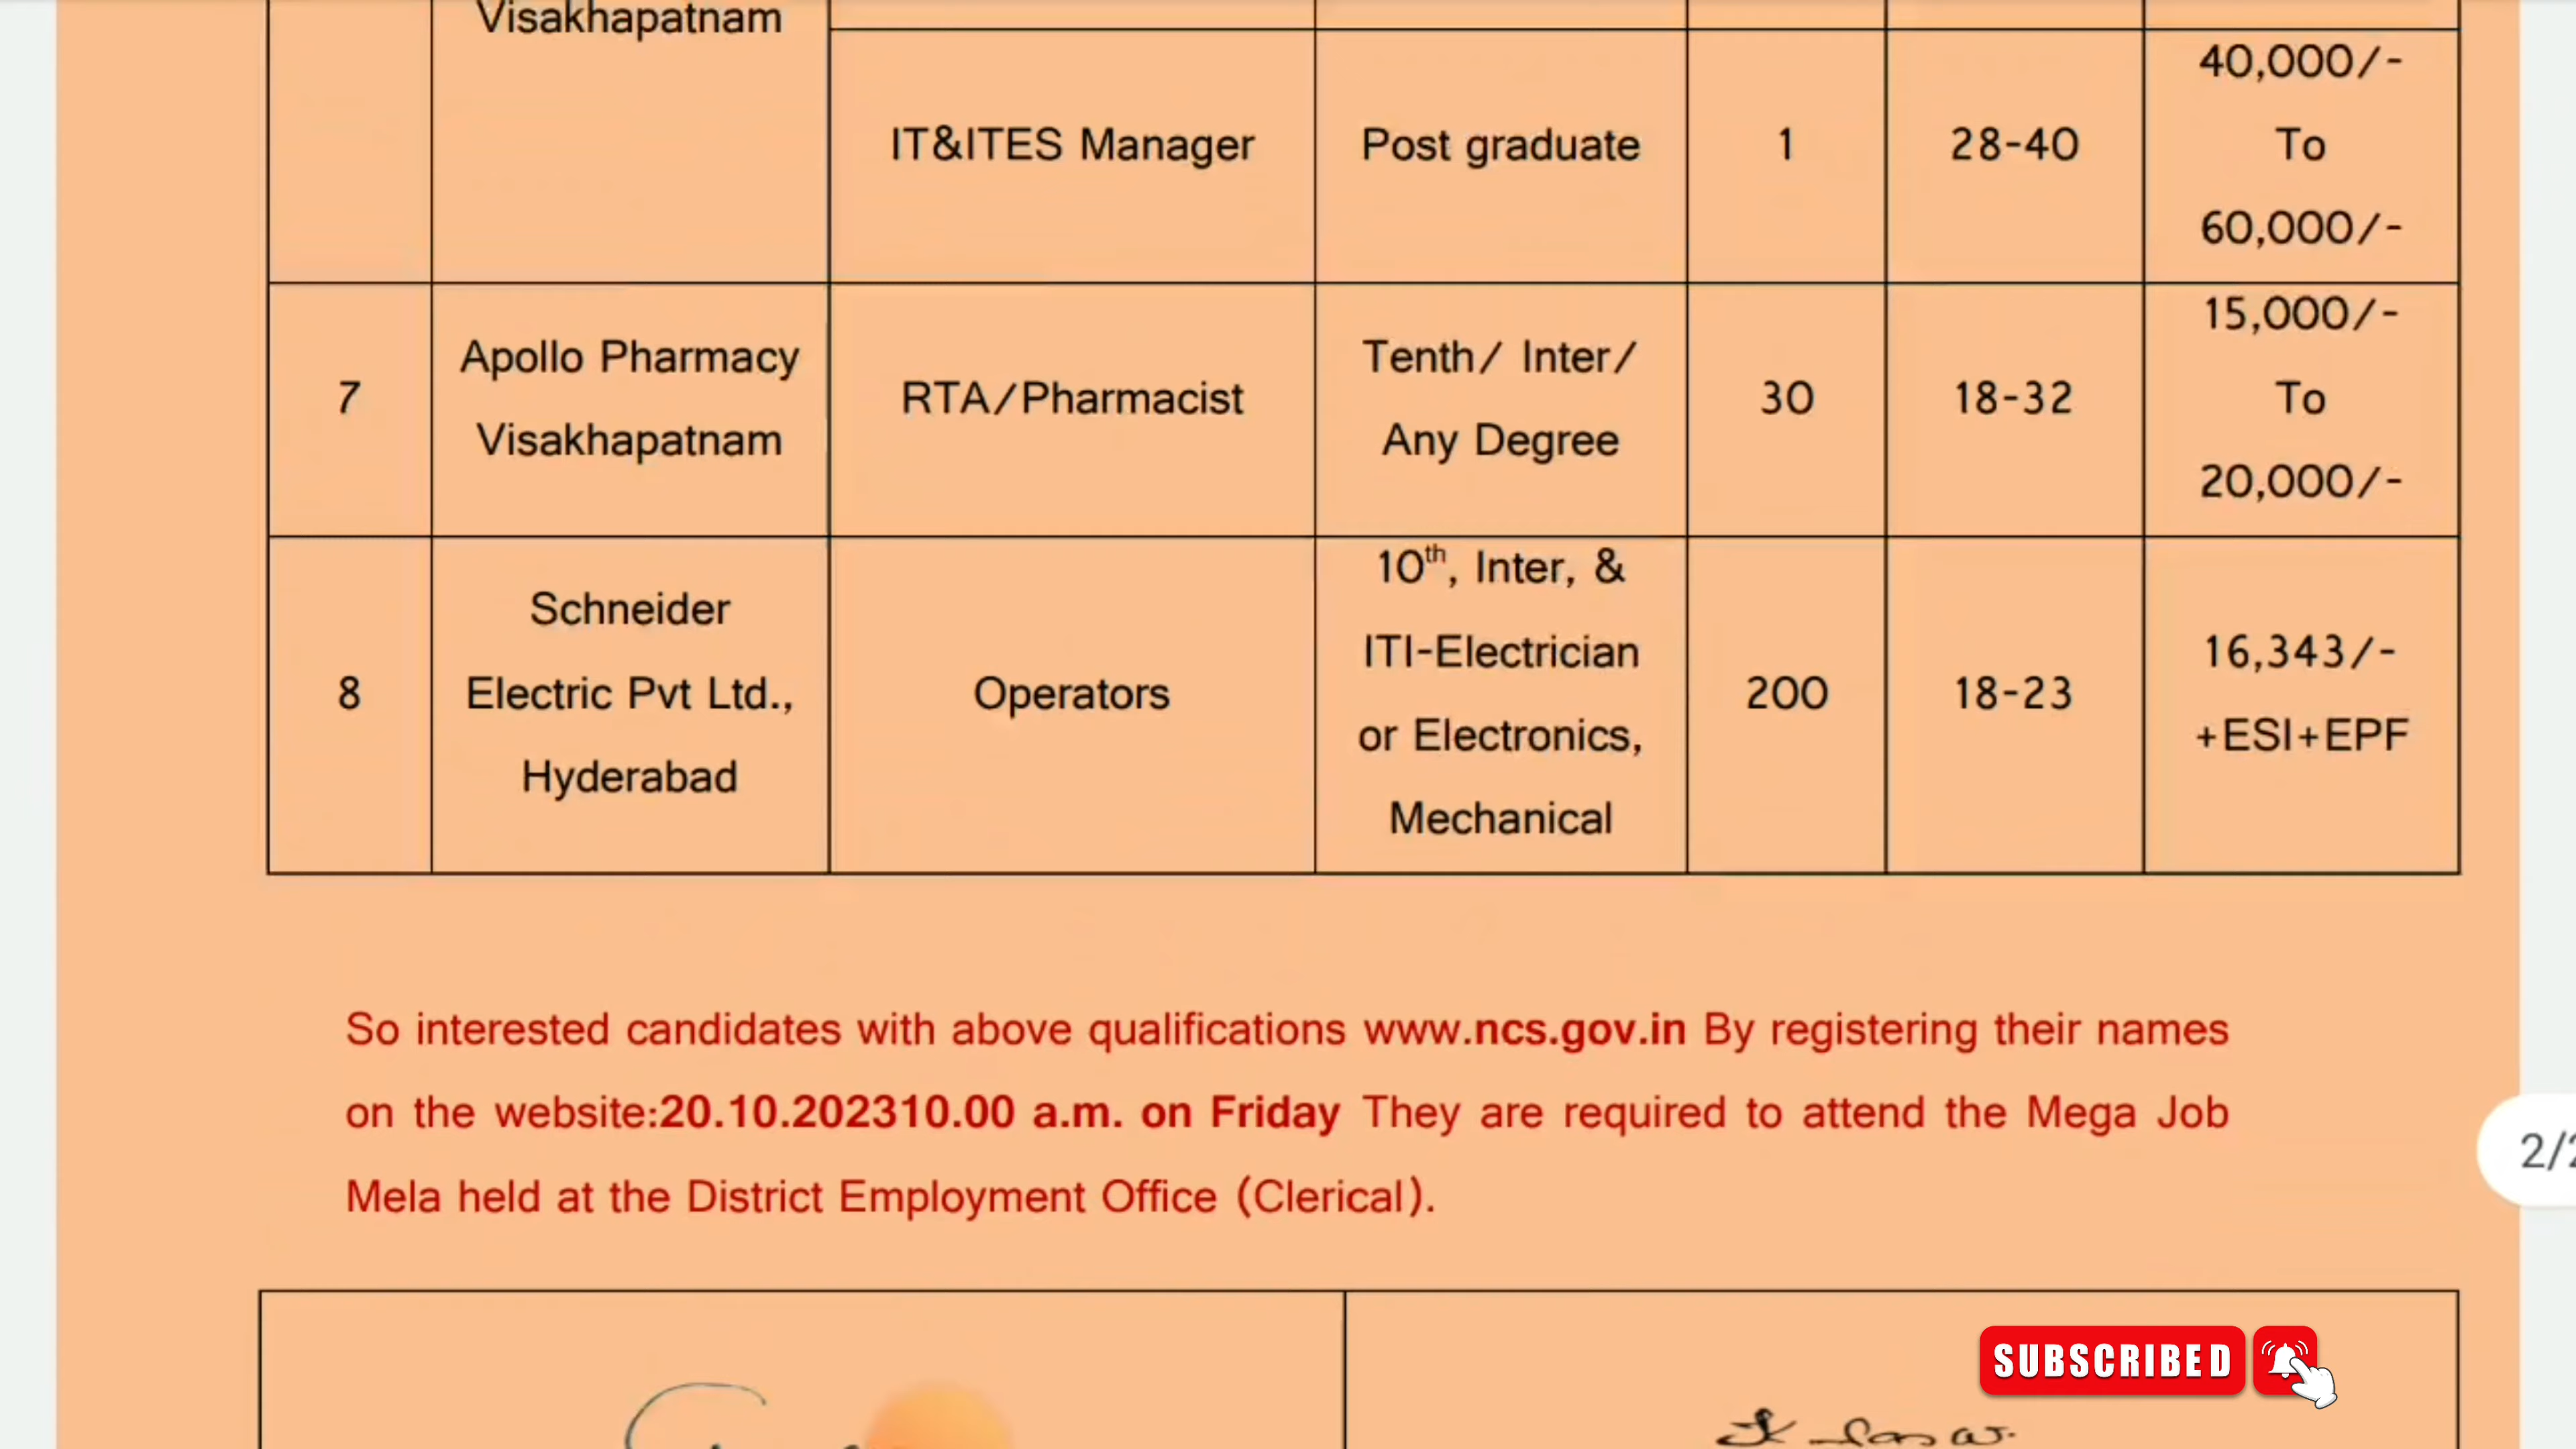 Visakhapatnam
IT&ITES Manager
Post graduate
1
28-40
40,000/-
To
60,000/-
7
Apollo Pharmacy
Visakhapatnam
RTA/Pharmacist
Tenth/ Inter/
Any Degree
30
18-32
15,000/-
To
20,000/-
8
Schneider
Electric Pvt Ltd.,
Hyderabad
Operators
10th, Inter, &
ITI-Electrician
or Electronics,
Mechanical
200
18-23
16,343/-
+ESI+EPF
So interested candidates with above qualifications www.ncs.gov.in By registering their names
on the website:20.10.202310.00 a.m. on Friday They are required to attend the Mega Job
Mela held at the District Employment Office (Clerical).
SUBSCRIBED